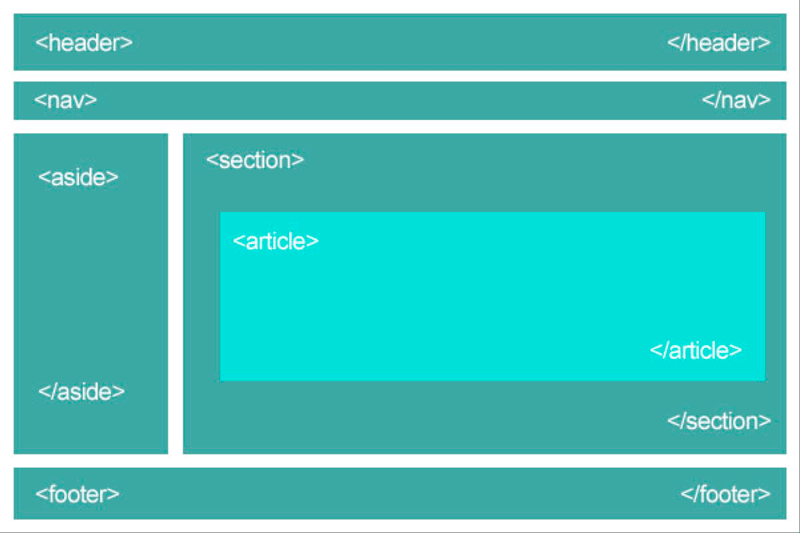 <header> </header>
<nav> </nav>
<aside>
</aside>
<section>
<article>
</article>
</section>
<footer> </footer>